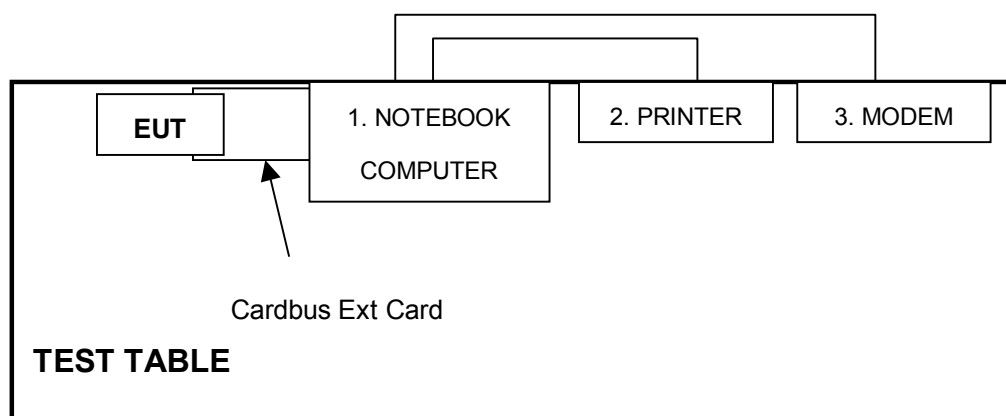 EUT
1. NOTEBOOK
COMPUTER
2. PRINTER
3. MODEM
Cardbus Ext Card
TEST TABLE